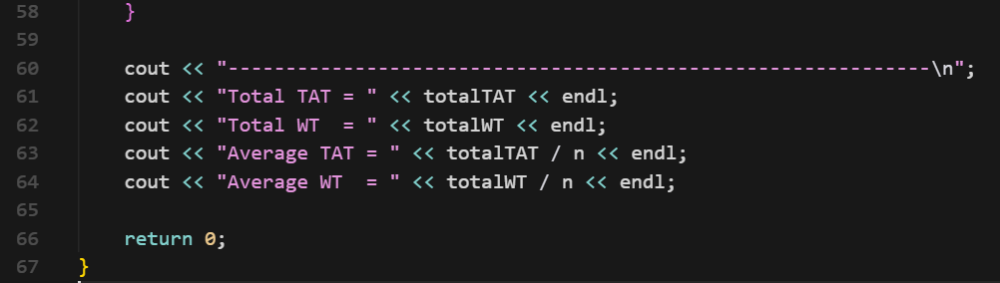 58 }
59
60 cout << "-------------------------------------------------------------\n";
61 cout << "Total TAT = " << totalTAT << endl;
62 cout << "Total WT  = " << totalWT << endl;
63 cout << "Average TAT = " << totalTAT / n << endl;
64 cout << "Average WT  = " << totalWT / n << endl;
65
66 return 0;
67 }